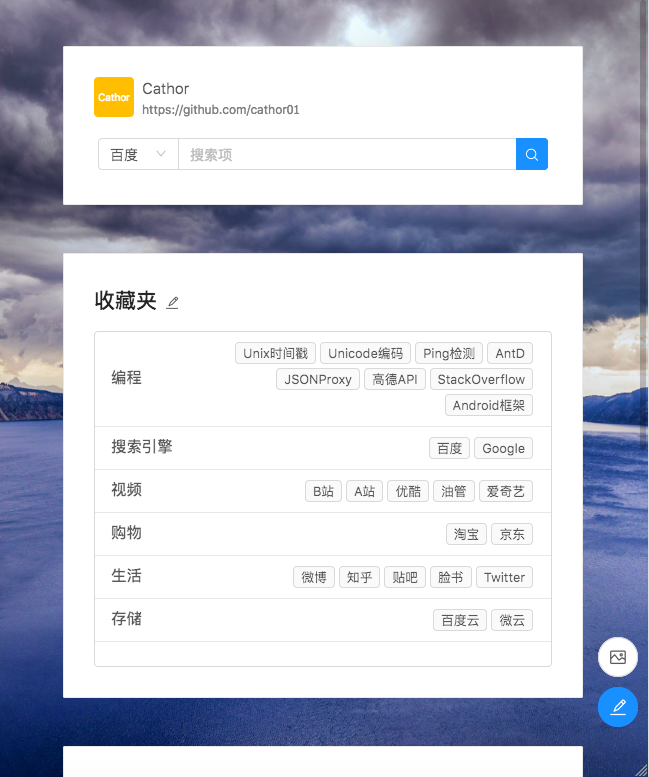 Cathor
Cathor
https://github.com/cathor01
百度 搜索项
收藏夹
编程 Unix时间戳 Unicode编码 Ping检测 AntD
JSONProxy 高德API StackOverflow
Android框架
搜索引擎 百度 Google
视频 B站 A站 优酷 油管 爱奇艺
购物 淘宝 京东
生活 微博 知乎 贴吧 脸书 Twitter
存储 百度云 微云